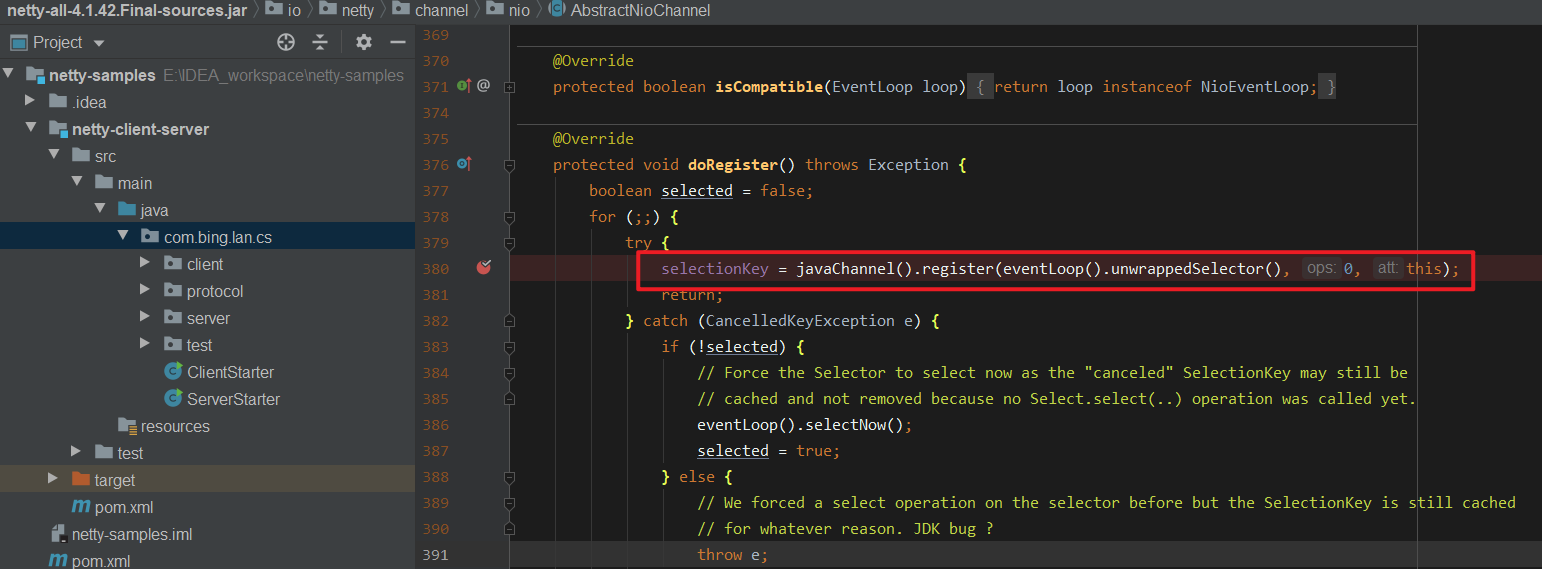 netty-all-4.1.42.Final-sources.jar io netty channel nio AbstractNioChannel
Project
netty-samples E:\IDEA_workspace\netty-samples
.idea
netty-client-server
src
main
java
com.bing.lan.cs
client
protocol
server
test
ClientStarter
ServerStarter
resources
test
target
pom.xml
netty-samples.iml
pom.xml
369
370 @Override
371 @ protected boolean isCompatible(EventLoop loop) { return loop instanceof NioEventLoop; }
374
375 @Override
376 protected void doRegister() throws Exception {
377 boolean selected = false;
378 for (;;) {
379 try {
380 selectionKey = javaChannel().register(eventLoop().unwrappedSelector(), ops: 0, att: this);
381 return;
382 } catch (CancelledKeyException e) {
383 if (!selected) {
384 // Force the Selector to select now as the "canceled" SelectionKey may still be
385 // cached and not removed because no Select.select(..) operation was called yet.
386 eventLoop().selectNow();
387 selected = true;
388 } else {
389 // We forced a select operation on the selector before but the SelectionKey is still cached
390 // for whatever reason. JDK bug ?
391 throw e;